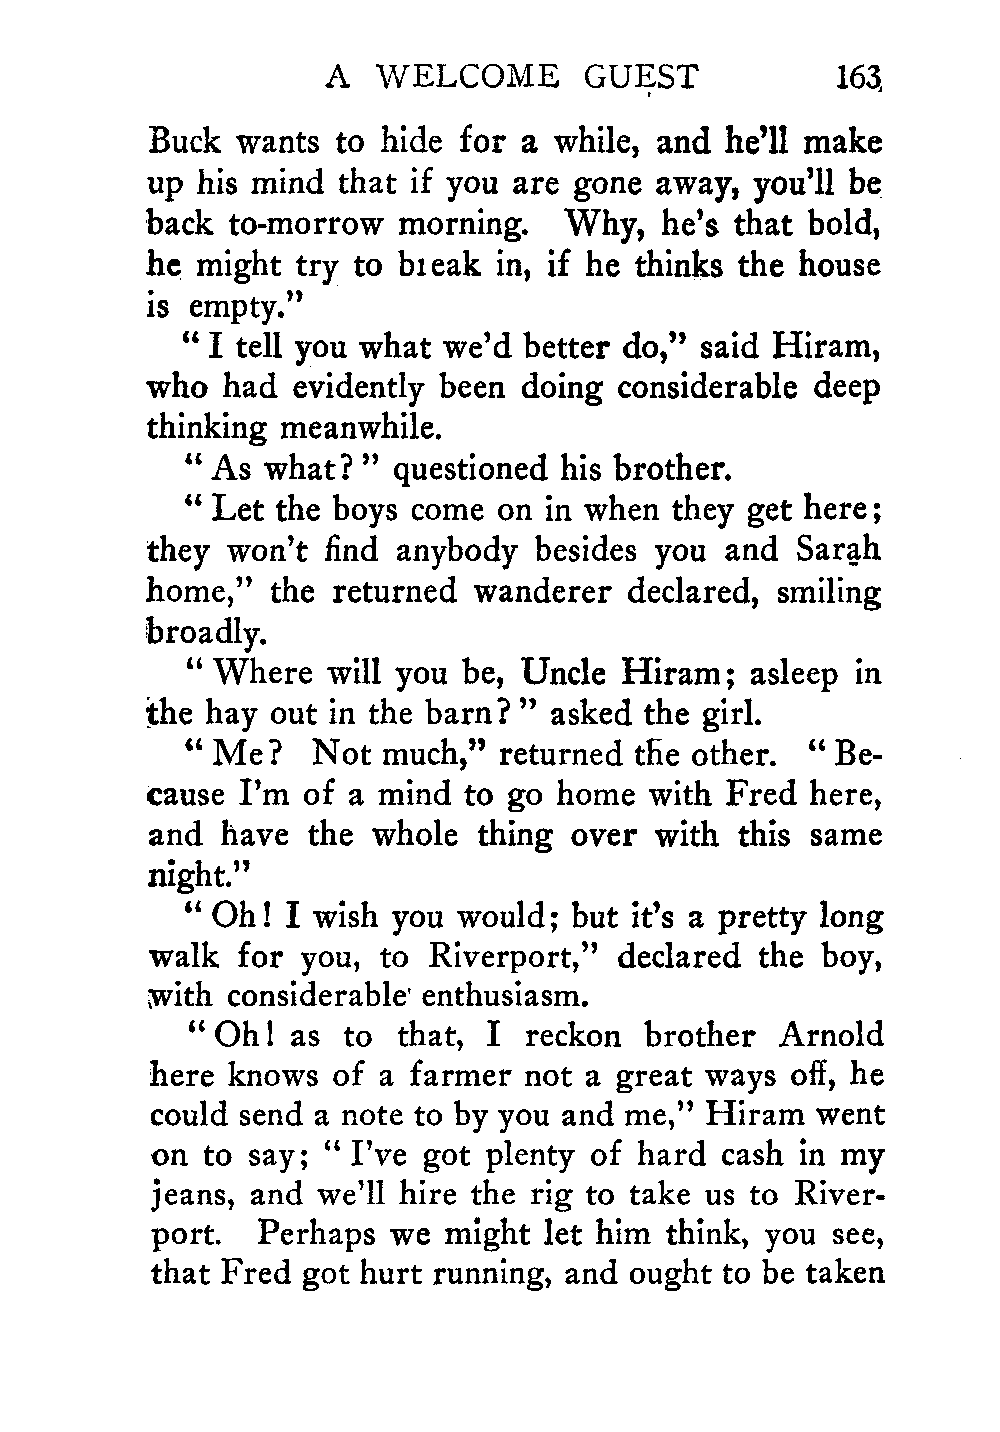 A WELCOME GUEST 163
Buck wants to hide for a while, and he'll make
up his mind that if you are gone away, you'll be
back to-morrow morning. Why, he's that bold,
he might try to break in, if he thinks the house
is empty."
"I tell you what we'd better do," said Hiram,
who had evidently been doing considerable deep
thinking meanwhile.
"As what?" questioned his brother.
"Let the boys come on in when they get here;
they won't find anybody besides you and Sarah
home," the returned wanderer declared, smiling
broadly.
"Where will you be, Uncle Hiram; asleep in
the hay out in the barn?" asked the girl.
"Me? Not much," returned the other. "Be-
cause I'm of a mind to go home with Fred here,
and have the whole thing over with this same
night."
"Oh! I wish you would; but it's a pretty long
walk for you, to Riverport," declared the boy,
with considerable enthusiasm.
"Oh! as to that, I reckon brother Arnold
here knows of a farmer not a great ways off, he
could send a note to by you and me," Hiram went
on to say; "I've got plenty of hard cash in my
jeans, and we'll hire the rig to take us to River-
port. Perhaps we might let him think, you see,
that Fred got hurt running, and ought to be taken